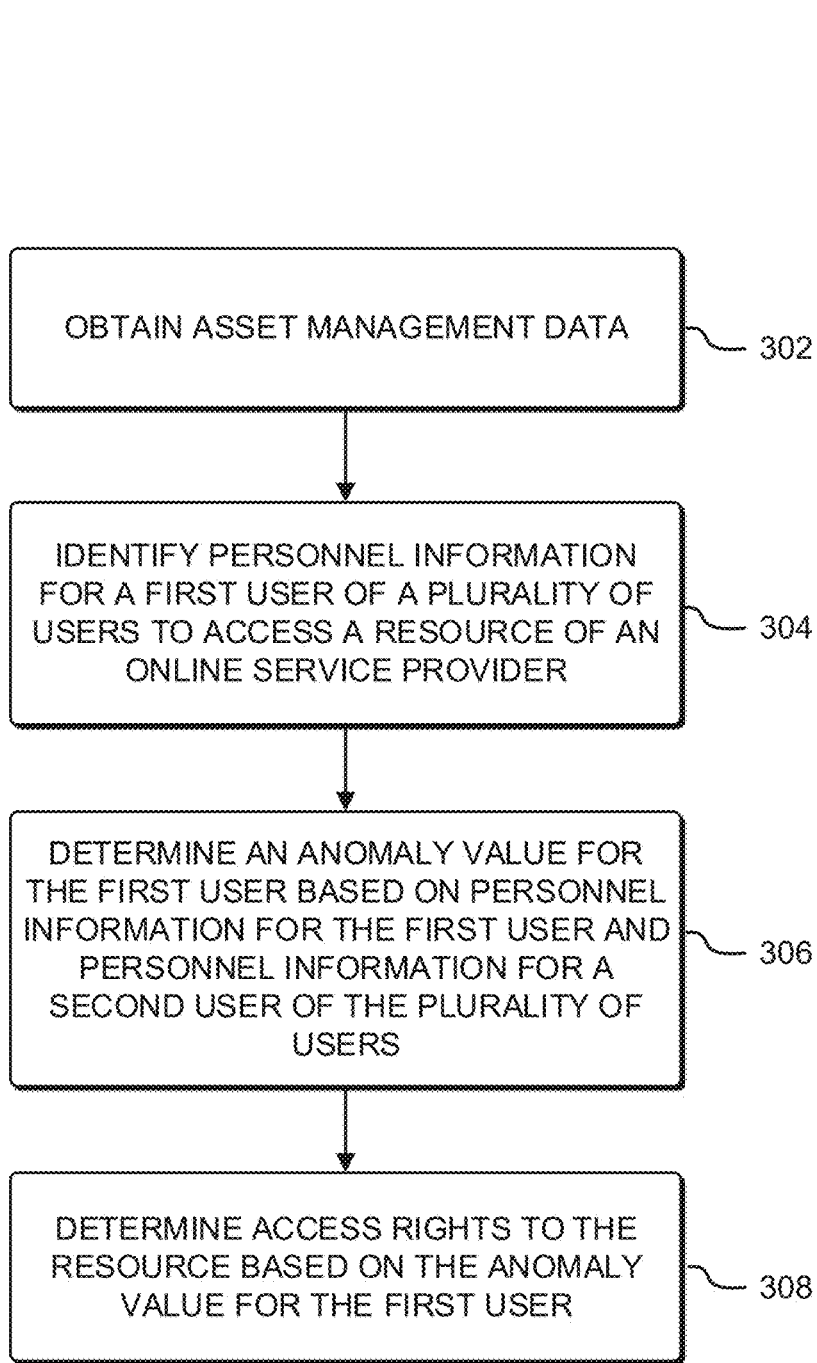 OBTAIN ASSET MANAGEMENT DATA
302
IDENTIFY PERSONNEL INFORMATION
FOR A FIRST USER OF A PLURALITY OF
USERS TO ACCESS A RESOURCE OF AN
ONLINE SERVICE PROVIDER
304
DETERMINE AN ANOMALY VALUE FOR
THE FIRST USER BASED ON PERSONNEL
INFORMATION FOR THE FIRST USER AND
PERSONNEL INFORMATION FOR A
SECOND USER OF THE PLURALITY OF
USERS
306
DETERMINE ACCESS RIGHTS TO THE
RESOURCE BASED ON THE ANOMALY
VALUE FOR THE FIRST USER
308